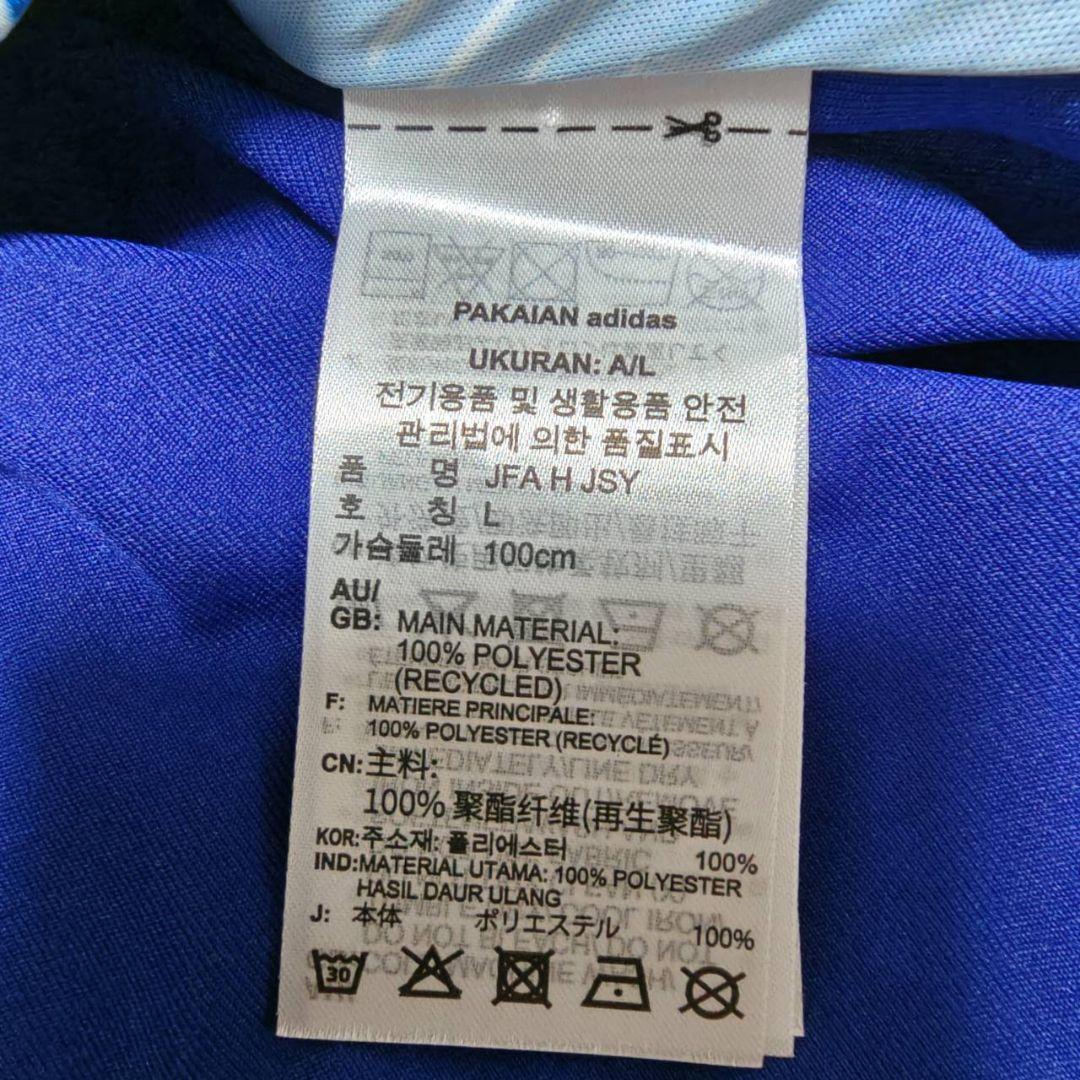 PAKAIAN adidas
UKURAN: A/L
전기용품 및 생활용품 안전
관리법에 의한 품질표시
품 명 JFA H JSY
호 칭 L
가슴둘레 100cm
AU/
GB: MAIN MATERIAL:
100% POLYESTER
(RECYCLED)
F: MATIERE PRINCIPALE:
100% POLYESTER (RECYCLÉ)
CN:主料:
100% 聚酯纤维(再生聚酯)
KOR:주소재: 폴리에스터 100%
IND:MATERIAL UTAMA: 100% POLYESTER
HASIL DAUR ULANG
J: 本体 ポリエステル 100%
30